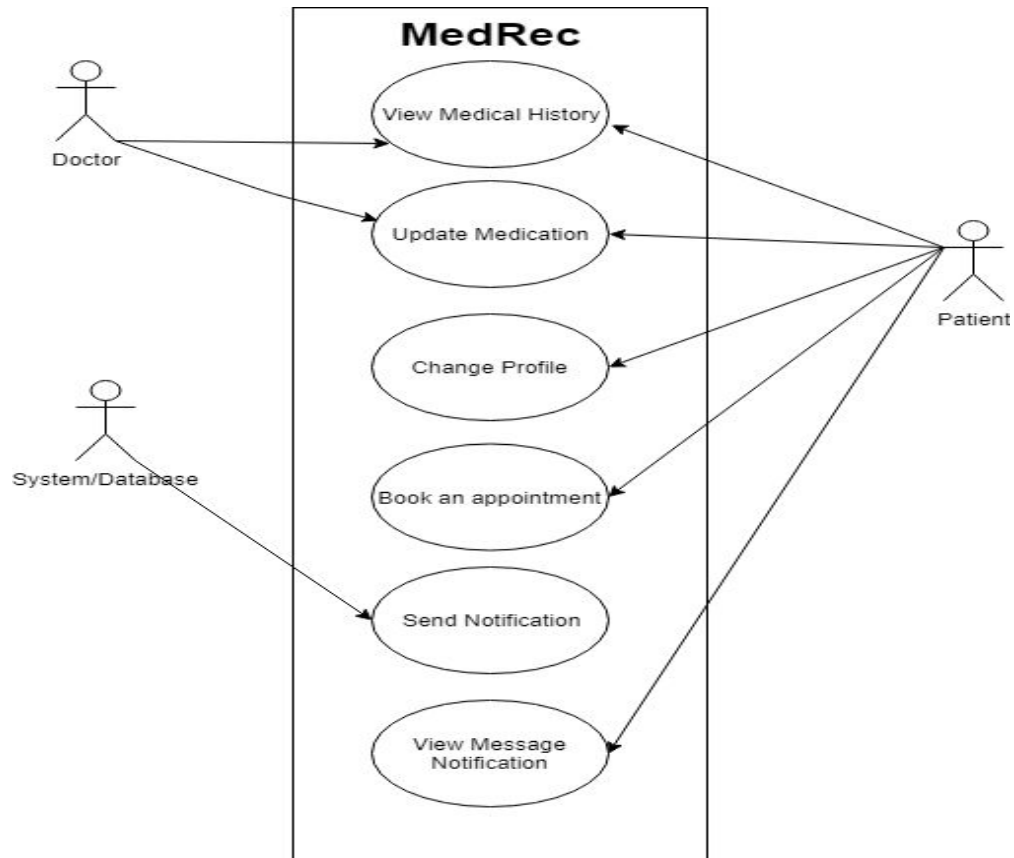 MedRec
View Medical History
Doctor
Update Medication
Patient
Change Profile
System/Database
Book an appointment
Send Notification
View Message
Notification